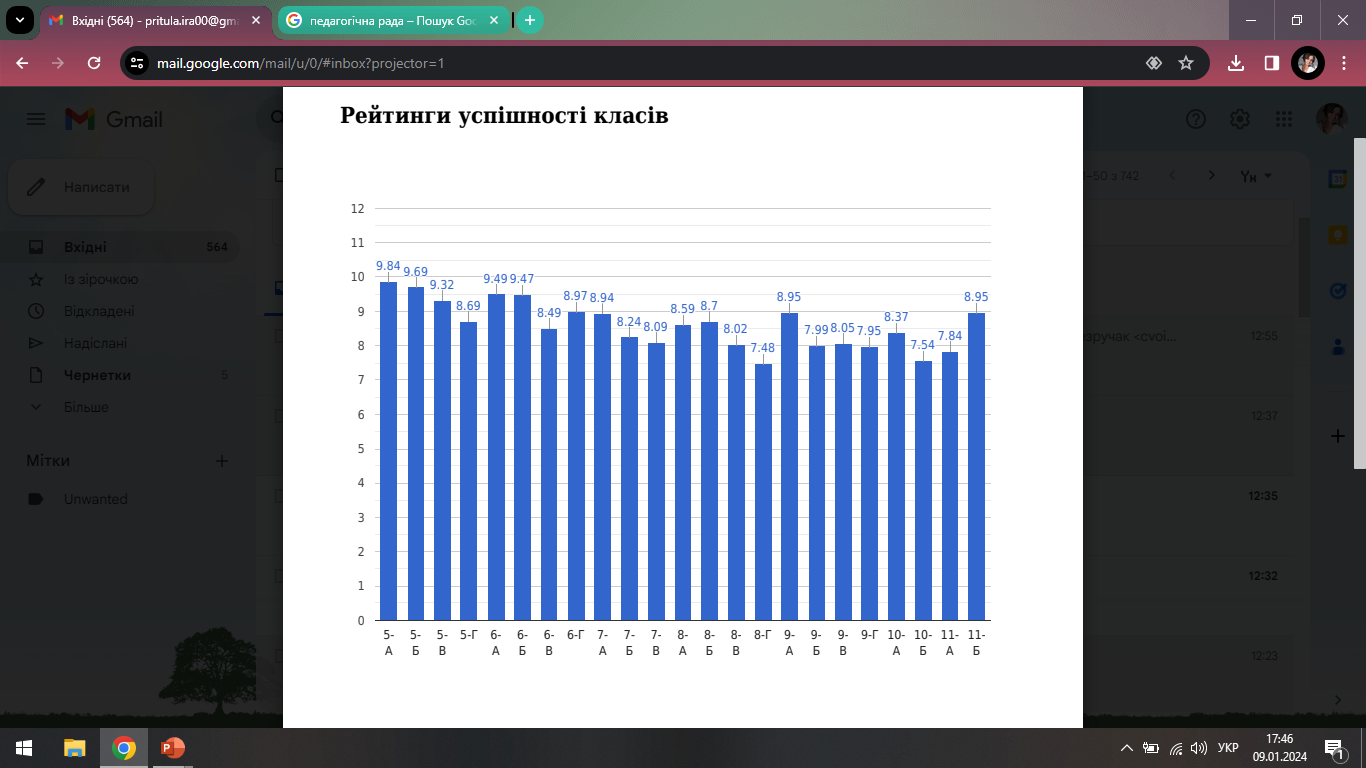 Вхідні (564) - pritula.ira00@gma
педагогічна рада – Пошук Goo
mail.google.com/mail/u/0/#inbox?projector=1
Gmail
Написати
Вхідні 564
Із зірочкою
Відкладені
Надіслані
Чернетки 5
Більше
Мітки
Unwanted
–50 з 742
зручак <cvoi... 12:55
12:37
12:35
12:32
12:23
Рейтинги успішності класів
12
11
10
9
8
7
6
5
4
3
2
1
0
9.84 9.69 9.32 8.69 9.49 9.47 8.49 8.97 8.94 8.24 8.09 8.59 8.7 8.02 7.48 8.95 7.99 8.05 7.95 8.37 7.54 7.84 8.95
5-А 5-Б 5-В 5-Г 6-А 6-Б 6-В 6-Г 7-А 7-Б 7-В 8-А 8-Б 8-В 8-Г 9-А 9-Б 9-В 9-Г 10-А 10-Б 11-А 11-Б
УКР
17:46
09.01.2024
1